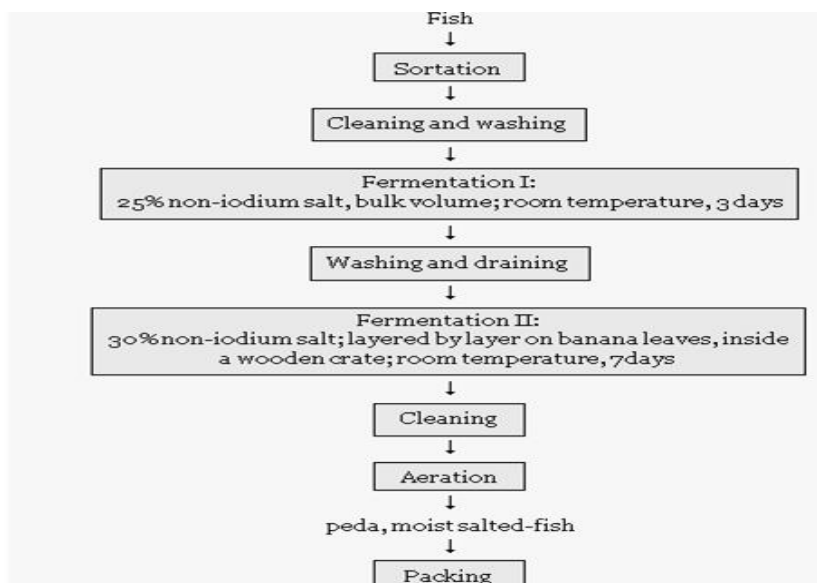 Fish
↓
Sortation
↓
Cleaning and washing
↓
Fermentation I:
25% non-iodium salt, bulk volume; room temperature, 3 days
↓
Washing and draining
↓
Fermentation II:
30% non-iodium salt; layered by layer on banana leaves, inside
a wooden crate; room temperature, 7days
↓
Cleaning
↓
Aeration
↓
peda, moist salted-fish
↓
Packing